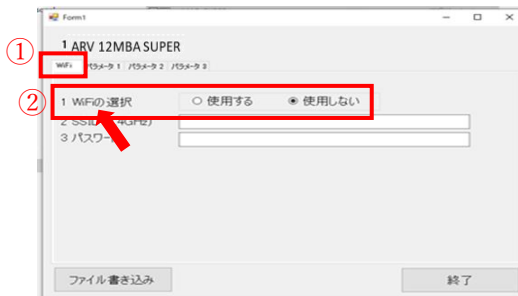 Form1
①
1 ARV 12MBA SUPER
WiFi パラメータ 1 パラメータ 2 パラメータ 3
②
1 WiFiの選択 使用する 使用しない
2 SSID 4GHz)
3 パスワー
ファイル書き込み 終了